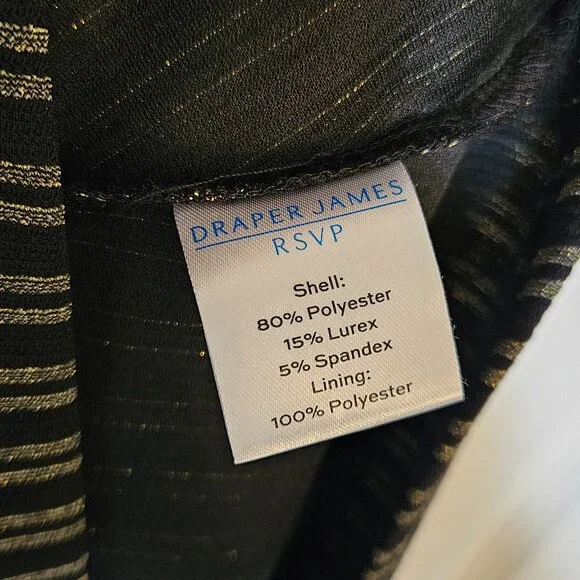 DRAPER JAMES
RSVP
Shell:
80% Polyester
15% Lurex
5% Spandex
Lining:
100% Polyester